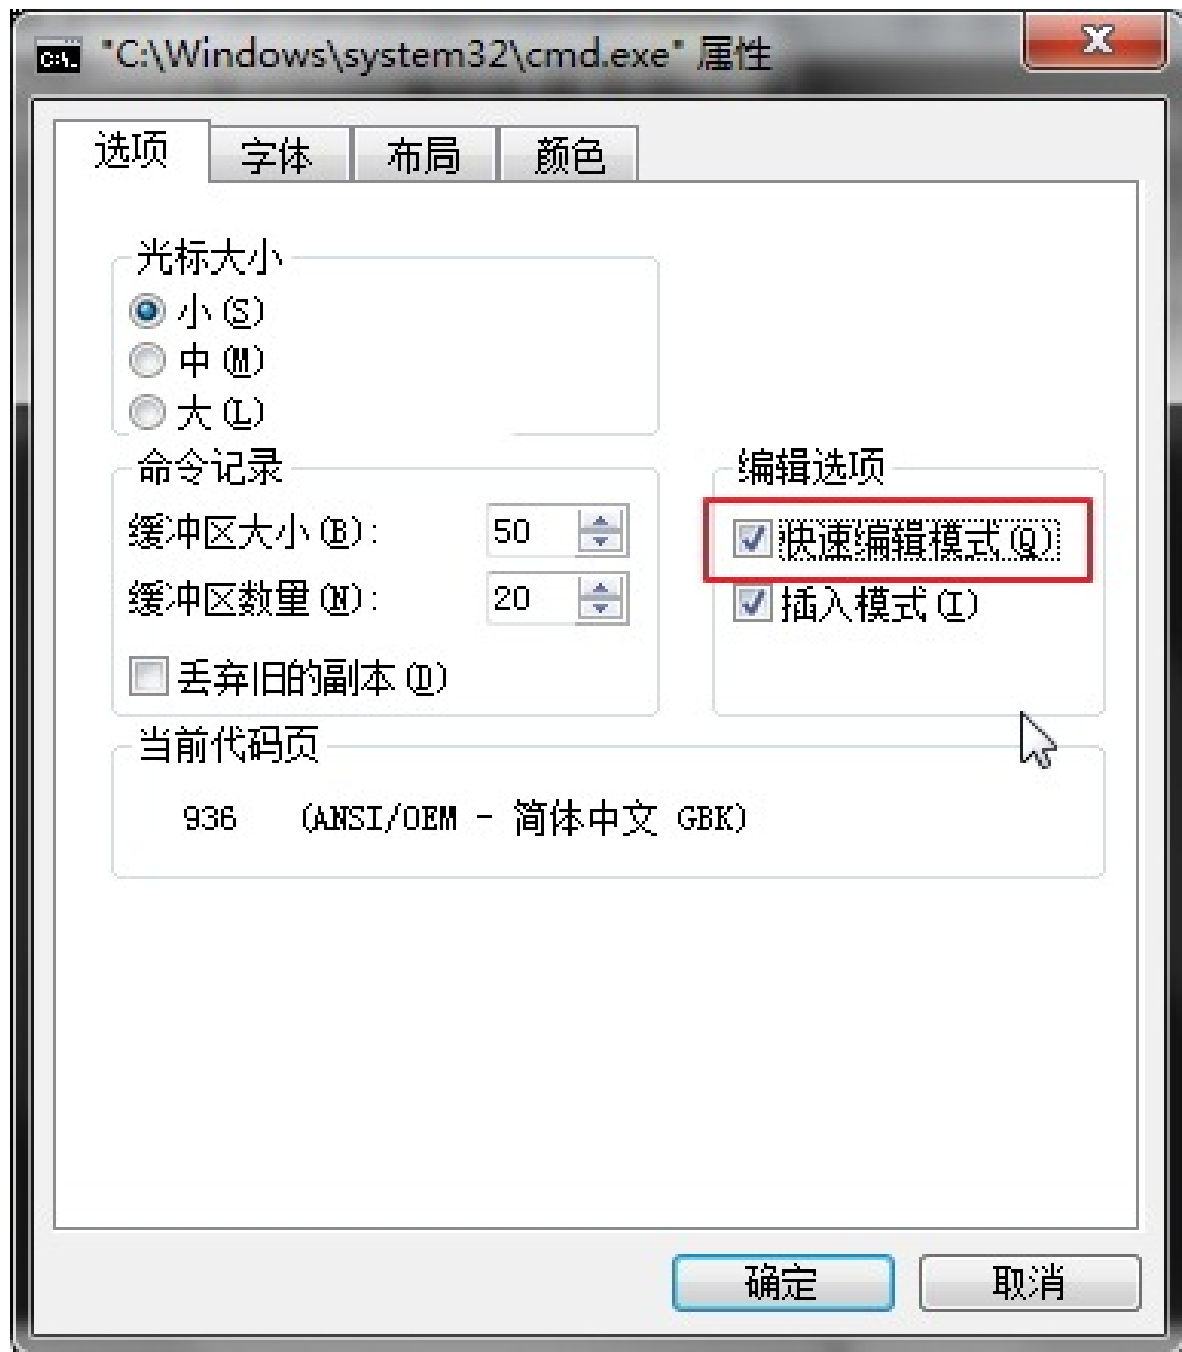 "C:\Windows\system32\cmd.exe" 属性
选项 字体 布局 颜色
光标大小
小(S)
中(M)
大(L)
命令记录
缓冲区大小(B): 50
缓冲区数量(N): 20
丢弃旧的副本(D)
编辑选项
快速编辑模式(Q)
插入模式(I)
当前代码页
936 (ANSI/OEM - 简体中文 GBK)
确定 取消